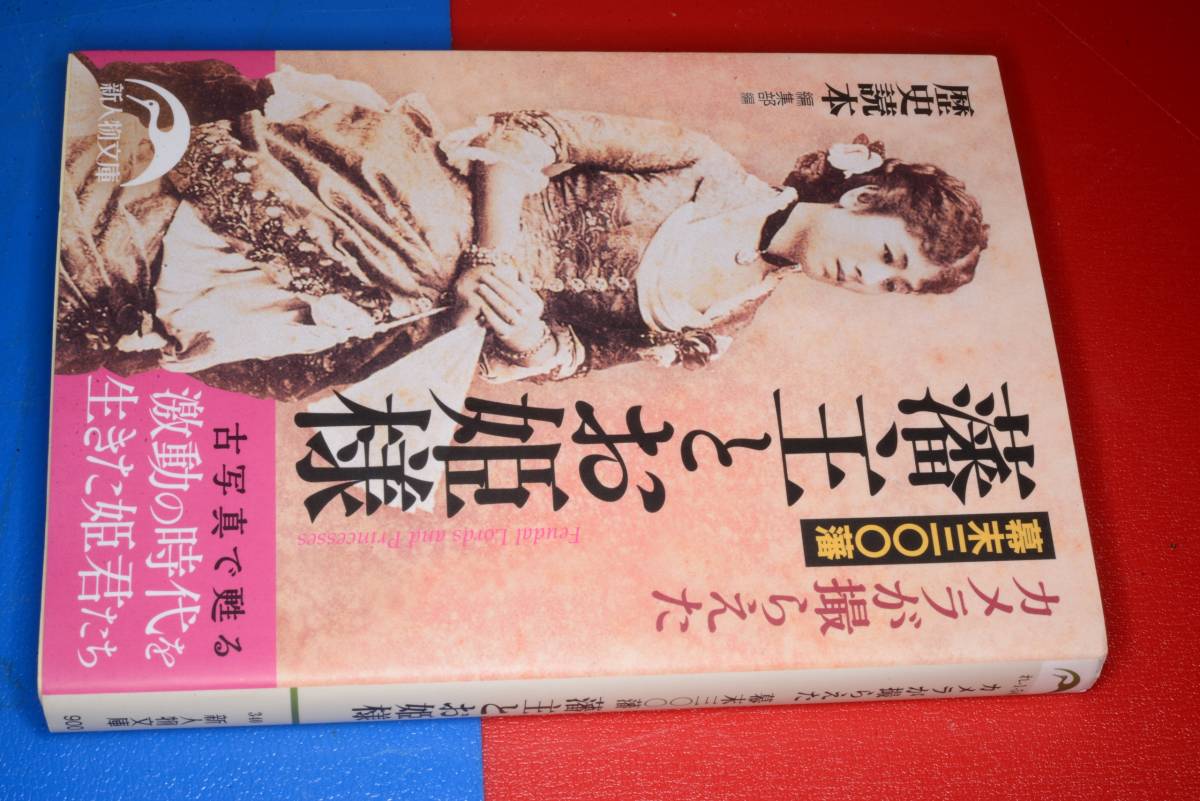 カメラが撮らえた
幕末三〇〇藩
藩主と
お姫様
Feudal Lords and Princesses
歴史読本
編集部 編
古写真で甦る
激動の時代を
生きた姫君たち
新人物文庫
カメラが撮らえた 幕末三〇〇藩 藩主とお姫様
新人物文庫
900